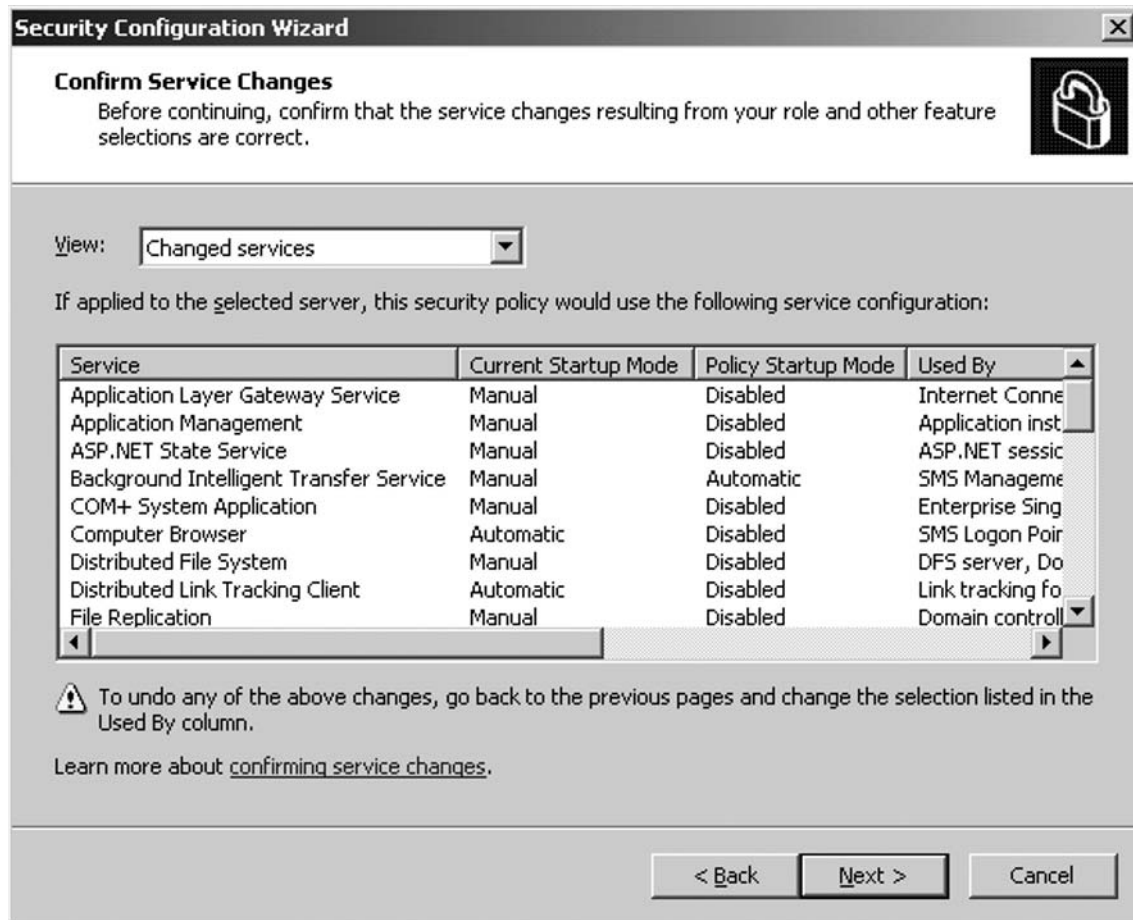 Security Configuration Wizard
Confirm Service Changes
Before continuing, confirm that the service changes resulting from your role and other feature
selections are correct.
View: Changed services
If applied to the selected server, this security policy would use the following service configuration:
Service Current Startup Mode Policy Startup Mode Used By
Application Layer Gateway Service Manual Disabled Internet Conne
Application Management Manual Disabled Application inst
ASP.NET State Service Manual Disabled ASP.NET sessic
Background Intelligent Transfer Service Manual Automatic SMS Manageme
COM+ System Application Manual Disabled Enterprise Sing
Computer Browser Automatic Disabled SMS Logon Poir
Distributed File System Manual Disabled DFS server, Do
Distributed Link Tracking Client Automatic Disabled Link tracking fo
File Replication Manual Disabled Domain controll
To undo any of the above changes, go back to the previous pages and change the selection listed in the
Used By column.
Learn more about confirming service changes.
< Back Next > Cancel